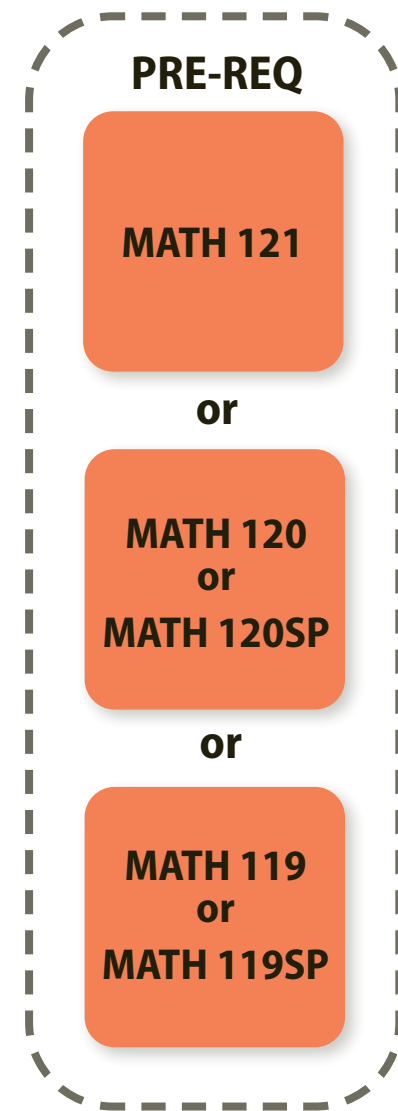 PRE-REQ
MATH 121
or
MATH 120
or
MATH 120SP
or
MATH 119
or
MATH 119SP